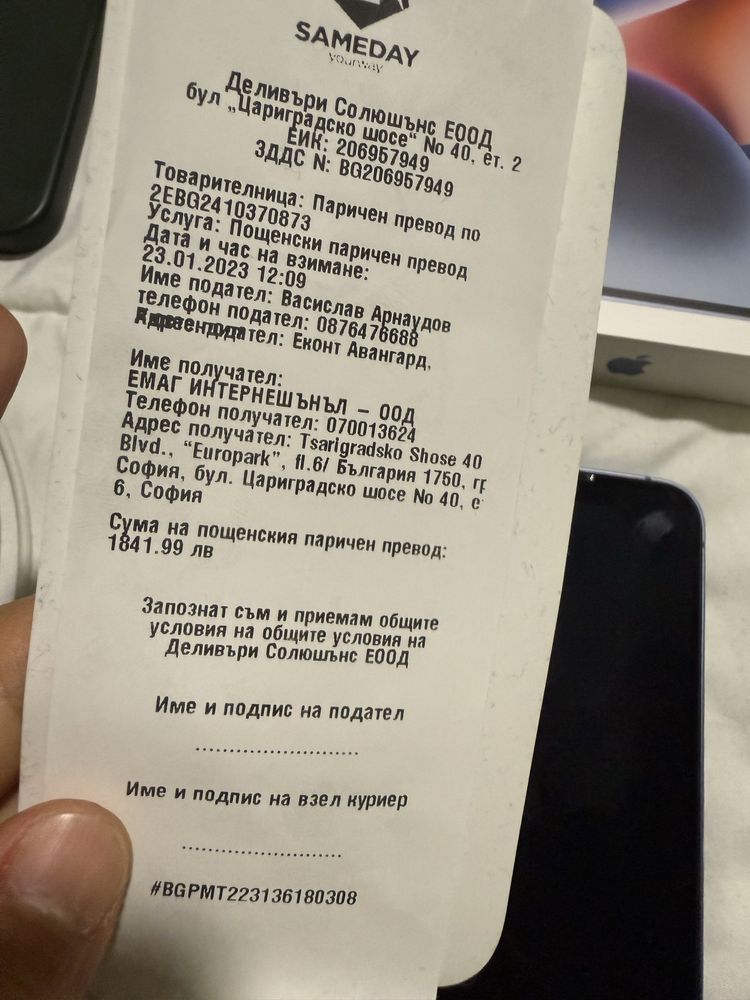 SAMEDAY
yourway
Деливъри Солюшънс ЕООД
бул „Цариградско шосе“ No 40, ет. 2
ЕИК: 206957949
ЗДДС N: BG206957949
Товарителница: Паричен превод по
2EBG2410370873
Услуга: Пощенски паричен превод
Дата и час на взимане:
23.01.2023 12:09
Име подател: Васислав Арнаудов
телефон подател: 0876476688
подател: Еконт Авангард,
Име получател:
ЕМАГ ИНТЕРНЕШЪНЪЛ – ООД
Телефон получател: 070013624
Адрес получател: Tsarigradsko Shose 40
Blvd., “Europark”, fl.6/ България 1750, гр
София, бул. Цариградско шосе No 40, е
6, София
Сума на пощенския паричен превод:
1841.99 лв
Запознат съм и приемам общите
условия на общите условия на
Деливъри Солюшънс ЕООД
Име и подпис на подател
........................
Име и подпис на взел куриер
........................
#BGPMT223136180308